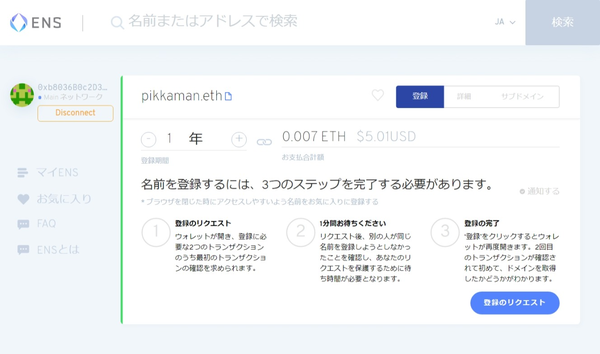 ENS
名前またはアドレスで検索
JA
検索
0xb803680c2D3...
Main ネットワーク
Disconnect
マイENS
お気に入り
FAQ
ENSとは
pikkaman.eth
登録
詳細
サブドメイン
- 1 年 +
登録期間
0.007 ETH $5.01USD
お支払合計額
名前を登録するには、3つのステップを完了する必要があります。
* ブラウザを閉じた時にアクセスしやすいよう名前をお気に入りに登録する
通知する
1
登録のリクエスト
ウォレットが開き、登録に必
要な2つのトランザクション
のうち最初のトランザクショ
ンの確認を求められます。
2
1分間お待ちください
リクエスト後、別の人が同じ
名前を登録しようとしなかっ
たことを確認し、あなたのリ
クエストを保護するために待
ち時間が必要となります。
3
登録の完了
"登録"をクリックするとウォレッ
トが再度開きます。2回目
のトランザクションが確認さ
れて初めて、ドメインを取得
したかどうかがわかります。
登録のリクエスト